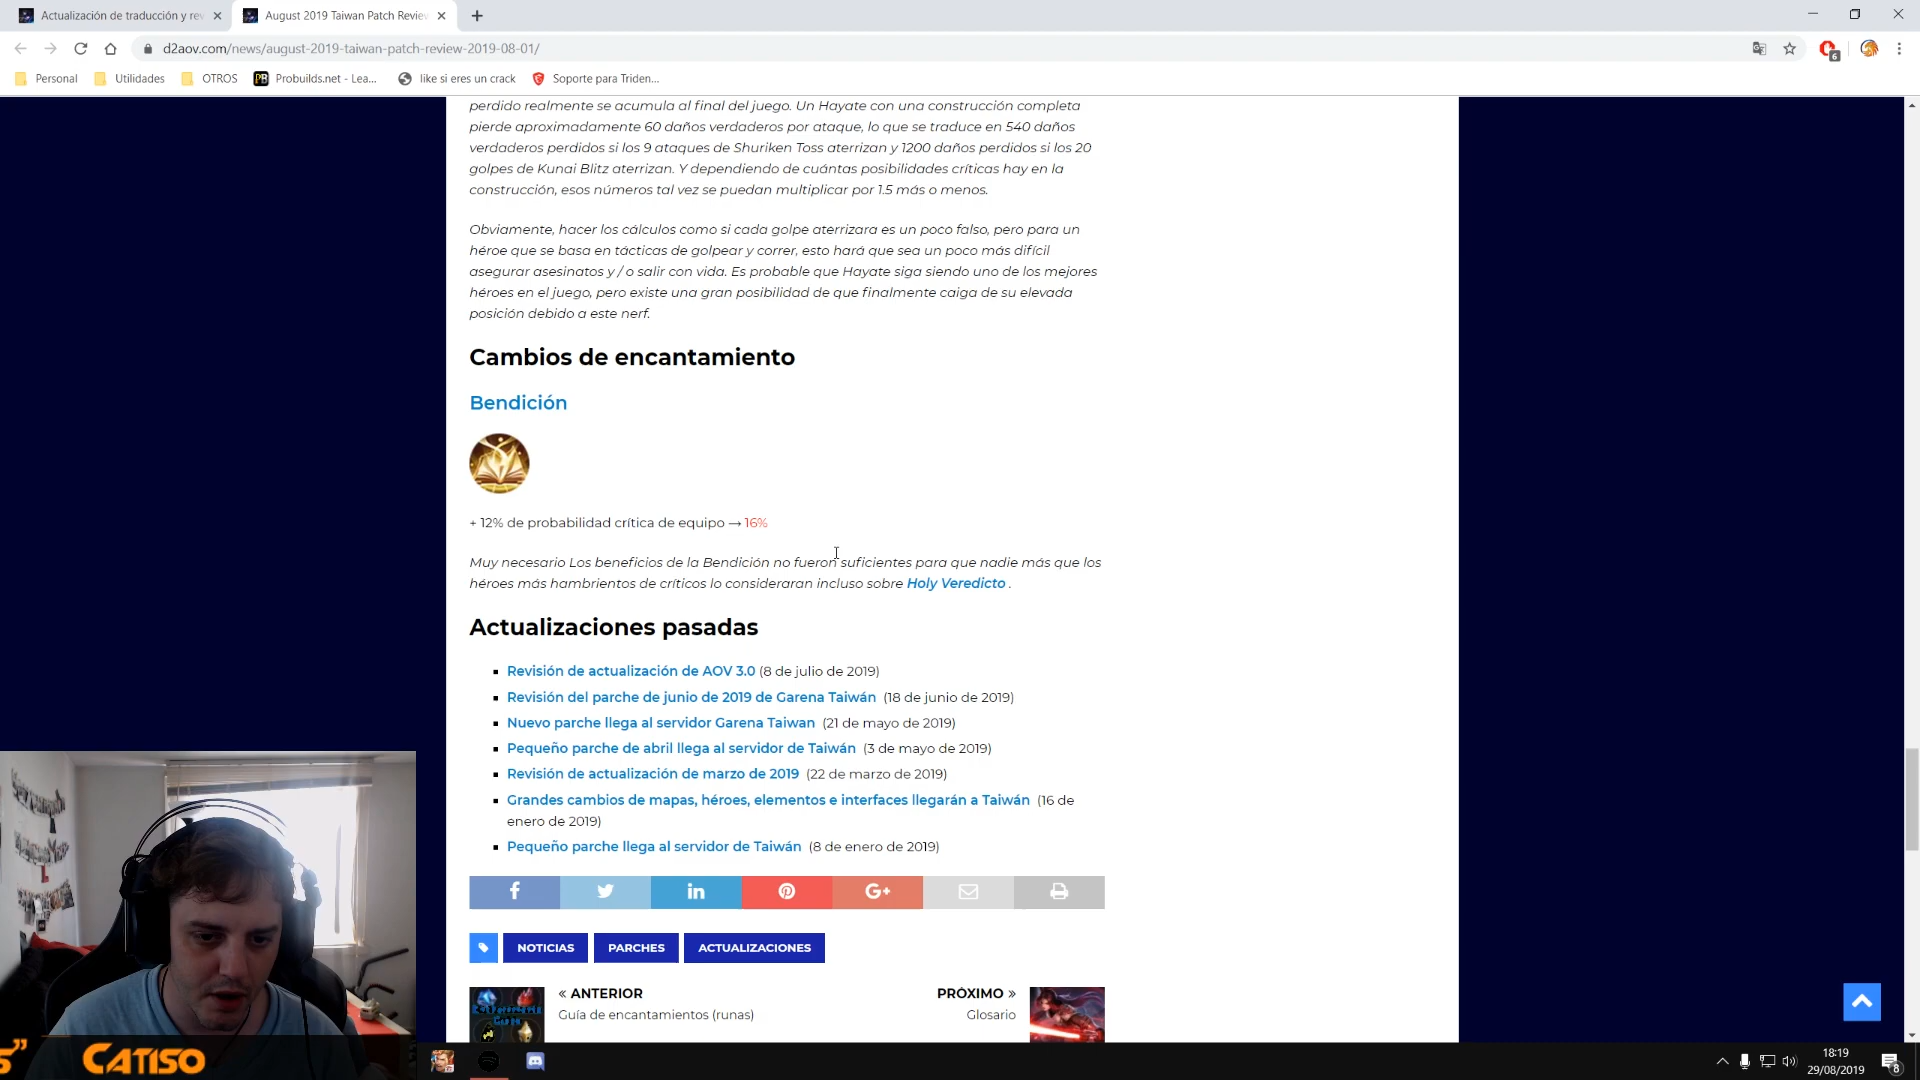 Actualización de traducción y rev
August 2019 Taiwan Patch Review
d2aov.com/news/august-2019-taiwan-patch-review-2019-08-01/
6
Personal
Utilidades
OTROS
PB
Probuilds.net - Lea...
like si eres un crack
Soporte para Triden...
perdido realmente se acumula al final del juego. Un Hayate con una construcción completa
pierde aproximadamente 60 daños verdaderos por ataque, lo que se traduce en 540 daños
verdaderos perdidos si los 9 ataques de Shuriken Toss aterrizan y 1200 daños perdidos si los 20
golpes de Kunai Blitz aterrizan. Y dependiendo de cuántas posibilidades críticas hay en la
construcción, esos números tal vez se puedan multiplicar por 1.5 más o menos.
Obviamente, hacer los cálculos como si cada golpe aterrizara es un poco falso, pero para un
héroe que se basa en tácticas de golpear y correr, esto hará que sea un poco más difícil
asegurar asesinatos y / o salir con vida. Es probable que Hayate siga siendo uno de los mejores
héroes en el juego, pero existe una gran posibilidad de que finalmente caiga de su elevada
posición debido a este nerf.
Cambios de encantamiento
Bendición
+ 12% de probabilidad crítica de equipo → 16%
Muy necesario Los beneficios de la Bendición no fueron suficientes para que nadie más que los
héroes más hambrientos de críticos lo consideraran incluso sobre Holy Veredicto .
Actualizaciones pasadas
Revisión de actualización de AOV 3.0 (8 de julio de 2019)
Revisión del parche de junio de 2019 de Garena Taiwán (18 de junio de 2019)
Nuevo parche llega al servidor Garena Taiwan (21 de mayo de 2019)
Pequeño parche de abril llega al servidor de Taiwán (3 de mayo de 2019)
Revisión de actualización de marzo de 2019 (22 de marzo de 2019)
Grandes cambios de mapas, héroes, elementos e interfaces llegarán a Taiwán (16 de
enero de 2019)
Pequeño parche llega al servidor de Taiwán (8 de enero de 2019)
f
in
G+
NOTICIAS
PARCHES
ACTUALIZACIONES
« ANTERIOR
Guía de encantamientos (runas)
PRÓXIMO »
Glosario
S" CATISO
18:19
29/08/2019
8